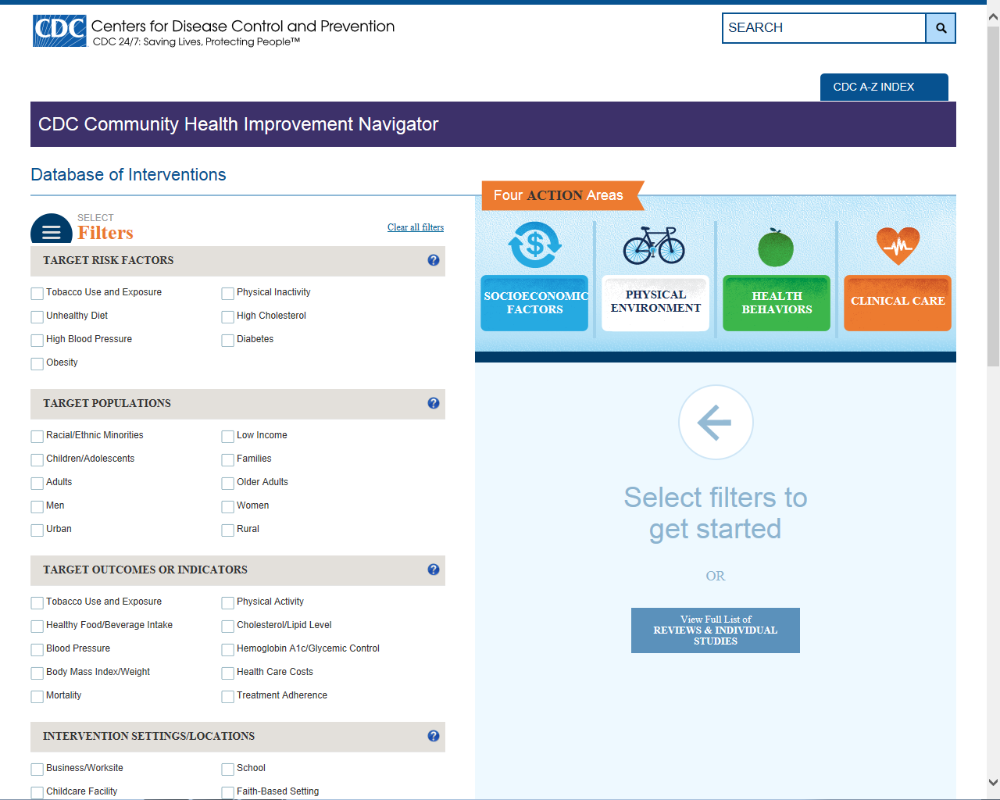 CDC Centers for Disease Control and Prevention
CDC 24/7: Saving Lives, Protecting People™
SEARCH
CDC A-Z INDEX
CDC Community Health Improvement Navigator
Database of Interventions
SELECT
Filters
Clear all filters
TARGET RISK FACTORS
Tobacco Use and Exposure
Physical Inactivity
Unhealthy Diet
High Cholesterol
High Blood Pressure
Diabetes
Obesity
TARGET POPULATIONS
Racial/Ethnic Minorities
Low Income
Children/Adolescents
Families
Adults
Older Adults
Men
Women
Urban
Rural
TARGET OUTCOMES OR INDICATORS
Tobacco Use and Exposure
Physical Activity
Healthy Food/Beverage Intake
Cholesterol/Lipid Level
Blood Pressure
Hemoglobin A1c/Glycemic Control
Body Mass Index/Weight
Health Care Costs
Mortality
Treatment Adherence
INTERVENTION SETTINGS/LOCATIONS
Business/Worksite
School
Childcare Facility
Faith-Based Setting
Four ACTION Areas
SOCIOECONOMIC
FACTORS
PHYSICAL
ENVIRONMENT
HEALTH
BEHAVIORS
CLINICAL CARE
Select filters to
get started
OR
View Full List of
REVIEWS & INDIVIDUAL
STUDIES